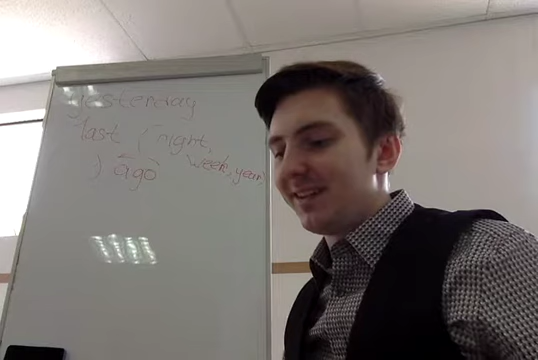 yesterday
last ( night,
week, year,
) ago